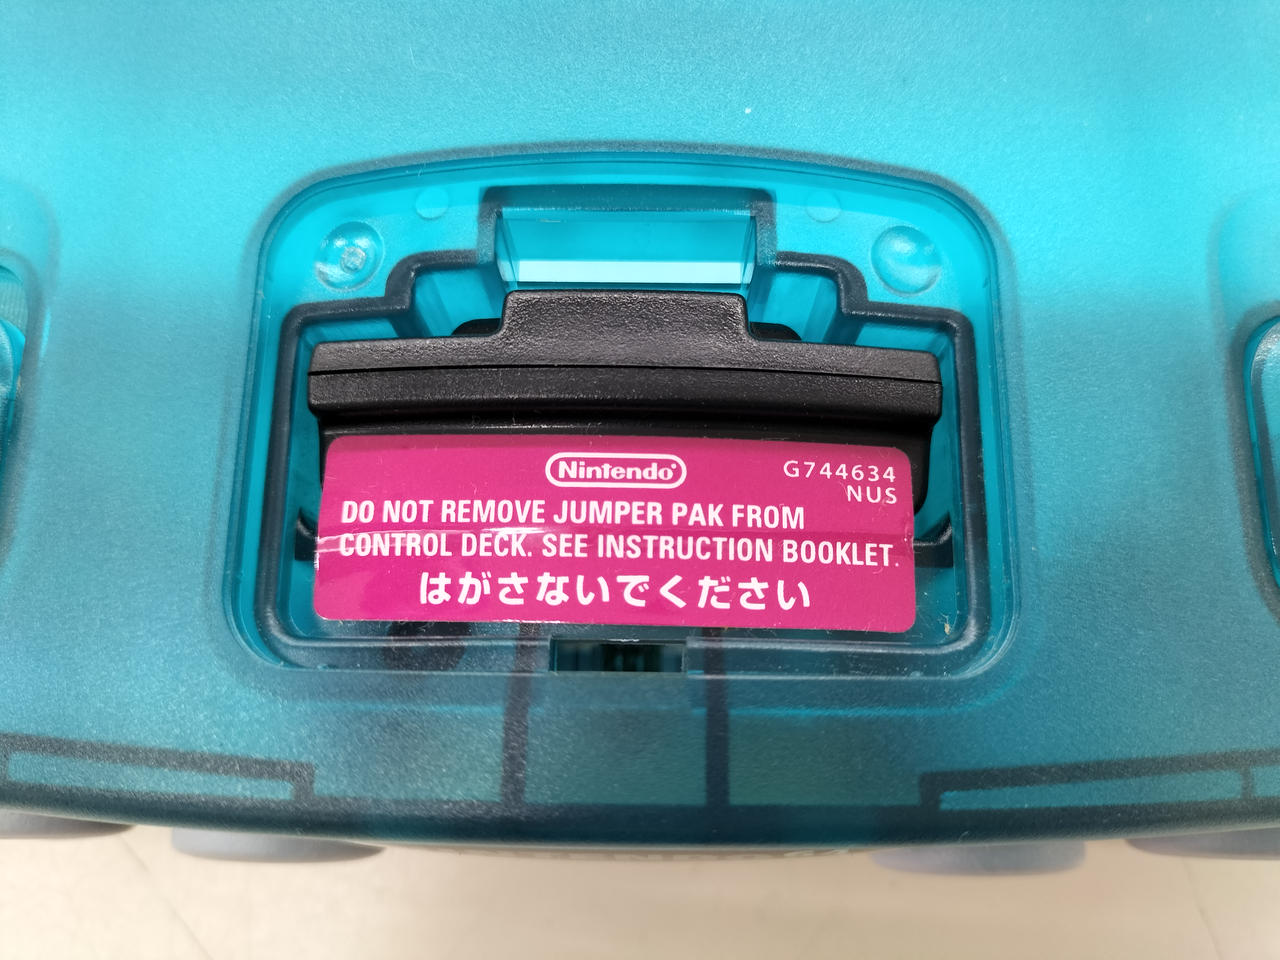 Nintendo®
G744634
NUS
DO NOT REMOVE JUMPER PAK FROM
CONTROL DECK. SEE INSTRUCTION BOOKLET.
はがさないでください